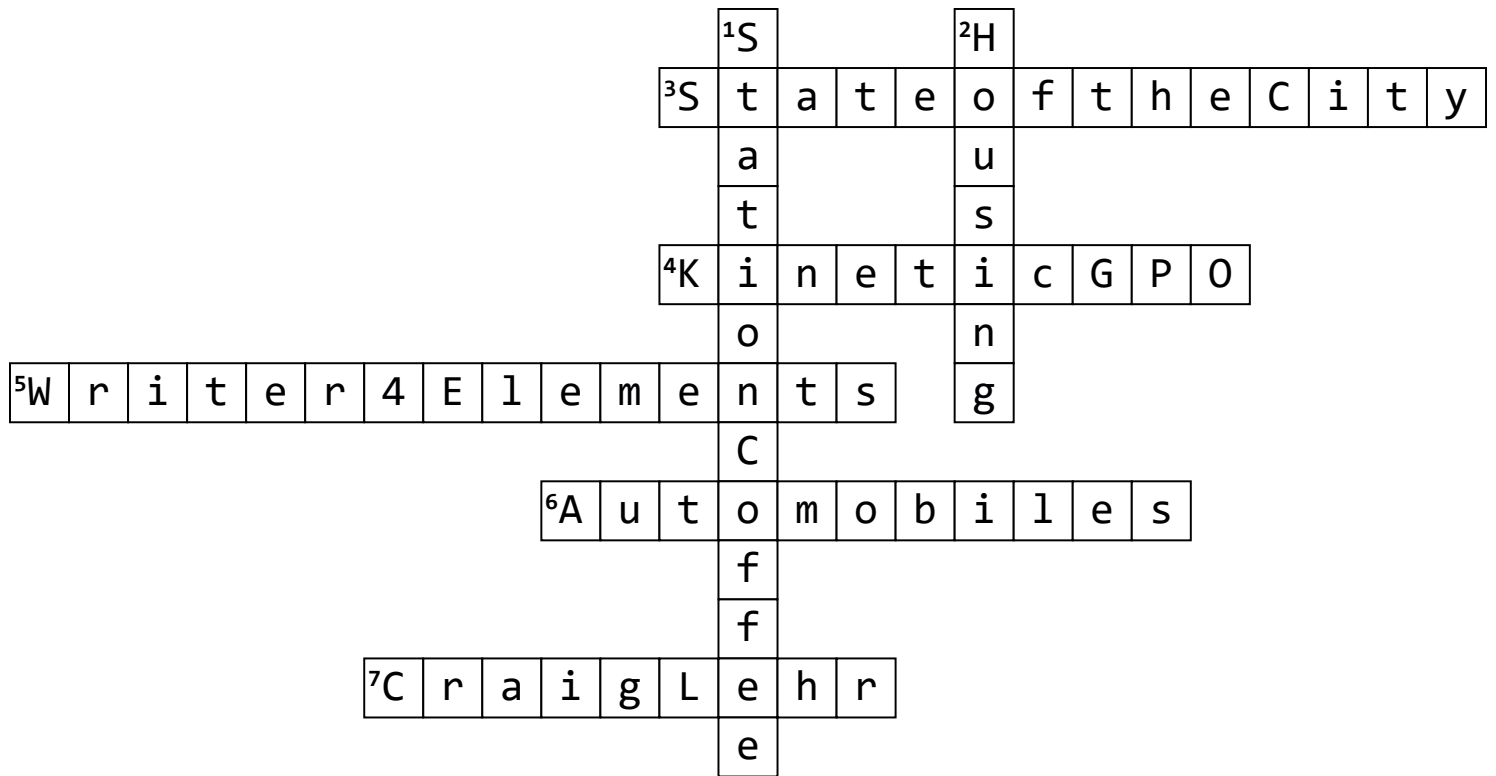 1S 2H
3StateoftheCity
a u
t s
4KineticGPO
o n
5Writer4Elements g
C
6Automobiles
f
f
7CraigLehr
e